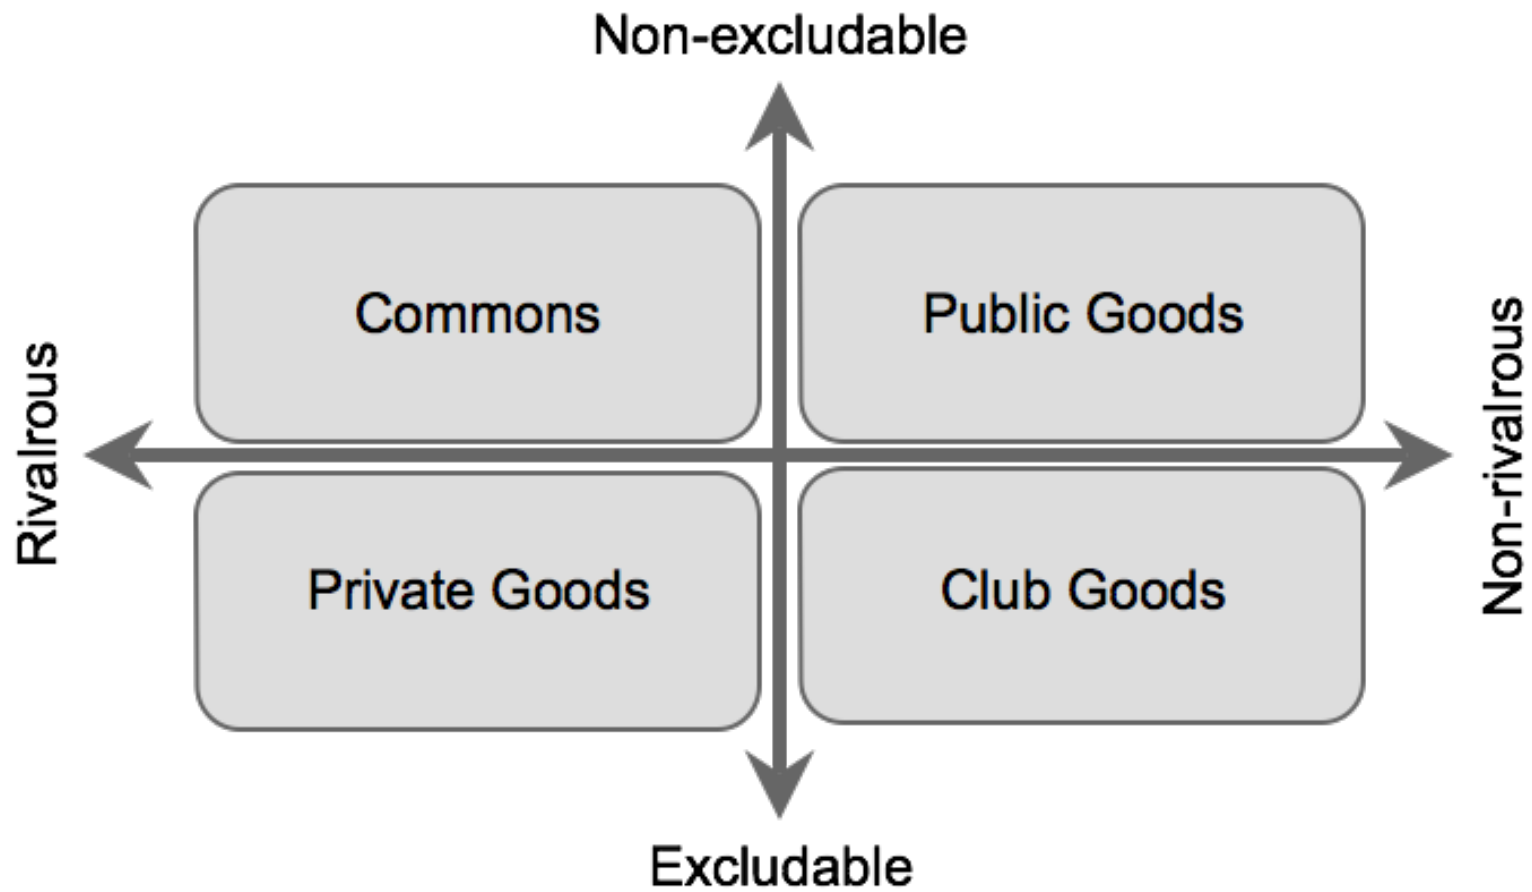 Non-excludable
Commons
Public Goods
Rivalrous
Non-rivalrous
Private Goods
Club Goods
Excludable